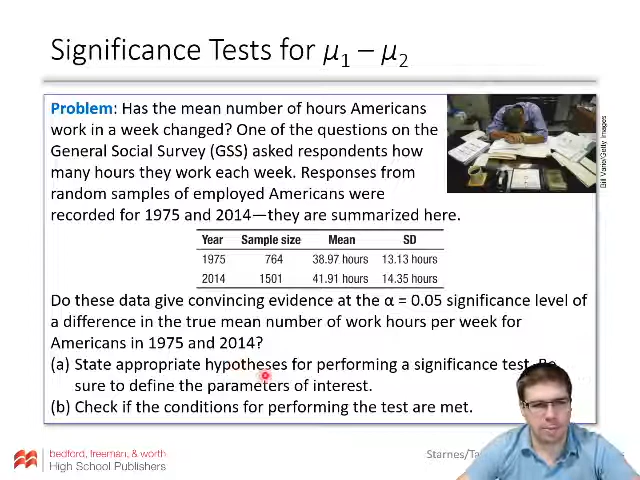 Significance Tests for μ1 – μ2
Problem: Has the mean number of hours Americans
work in a week changed? One of the questions on the
General Social Survey (GSS) asked respondents how
many hours they work each week. Responses from
random samples of employed Americans were
recorded for 1975 and 2014—they are summarized here.
Bill Varie/Getty Images
Year Sample size Mean SD
1975 764 38.97 hours 13.13 hours
2014 1501 41.91 hours 14.35 hours
Do these data give convincing evidence at the α = 0.05 significance level of
a difference in the true mean number of work hours per week for
Americans in 1975 and 2014?
(a) State appropriate hypotheses for performing a significance test. Be
sure to define the parameters of interest.
(b) Check if the conditions for performing the test are met.
bedford, freeman, & worth
High School Publishers